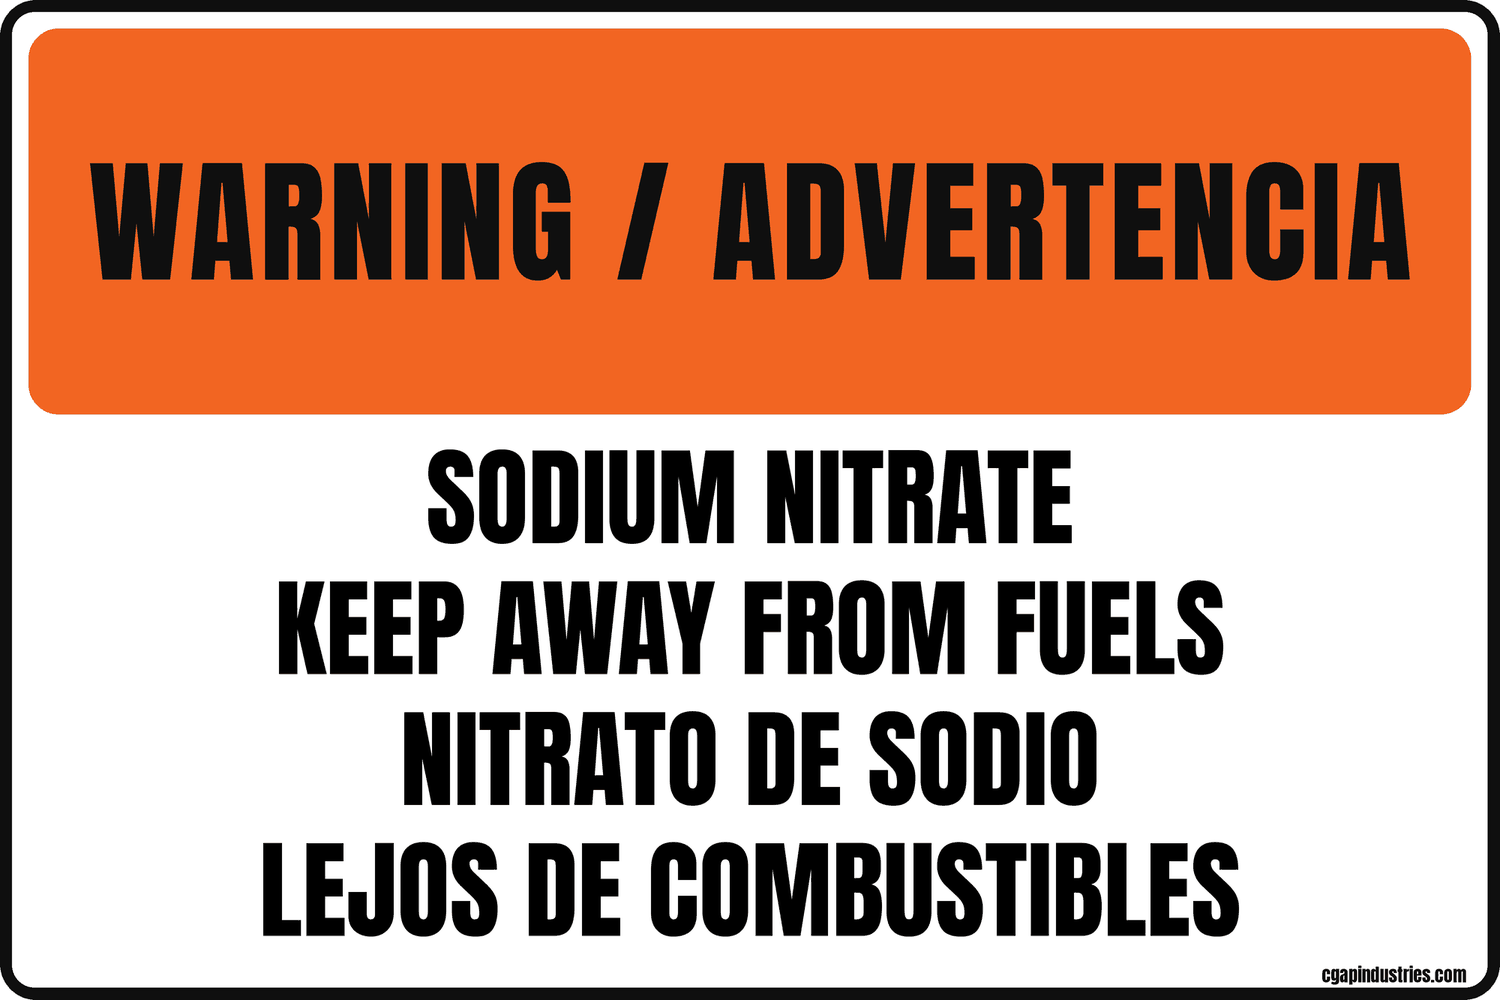 WARNING / ADVERTENCIA
SODIUM NITRATE
KEEP AWAY FROM FUELS
NITRATO DE SODIO
LEJOS DE COMBUSTIBLES
cgapindustries.com